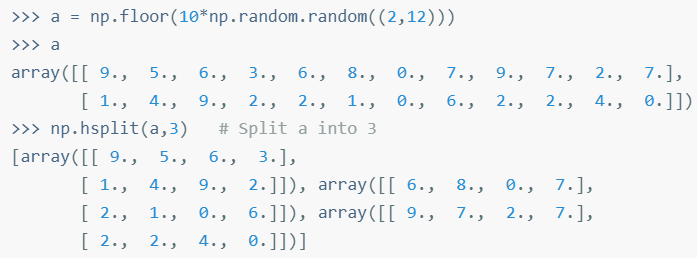 >>> a = np.floor(10*np.random.random((2,12)))
>>> a
array([[ 9.,  5.,  6.,  3.,  6.,  8.,  0.,  7.,  9.,  7.,  2.,  7.],
       [ 1.,  4.,  9.,  2.,  2.,  1.,  0.,  6.,  2.,  2.,  4.,  0.]])
>>> np.hsplit(a,3)   # Split a into 3
[array([[ 9.,  5.,  6.,  3.],
       [ 1.,  4.,  9.,  2.]]), array([[ 6.,  8.,  0.,  7.],
       [ 2.,  1.,  0.,  6.]]), array([[ 9.,  7.,  2.,  7.],
       [ 2.,  2.,  4.,  0.]])]